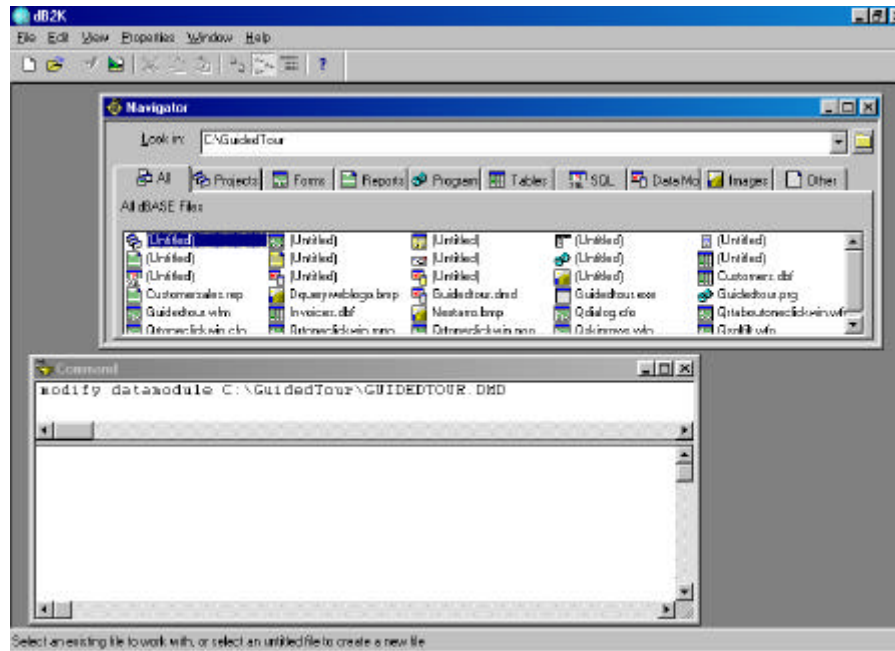 dB2K
File Edit View Properties Window Help
Navigator
Look in: C:\GuidedTour
All Projects Forms Reports Program Tables SQL DataMo Images Other
All dBASE Files
(Untitled) (Untitled) (Untitled) (Untitled) (Untitled)
(Untitled) (Untitled) (Untitled) (Untitled) (Untitled)
(Untitled) (Untitled) (Untitled) (Untitled) Customers.dbf
Customersales.rep Dqueryweblogo.bmp Guidedtour.dmd Guidedtour.exe Guidedtour.prg
Guidedtour.wfm Invoices.dbf Qdialog.cfo
Command
modify datamodule C:\GuidedTour\GUIDEDTOUR.DMD
Select an existing file to work with, or select an untitled file to create a new file